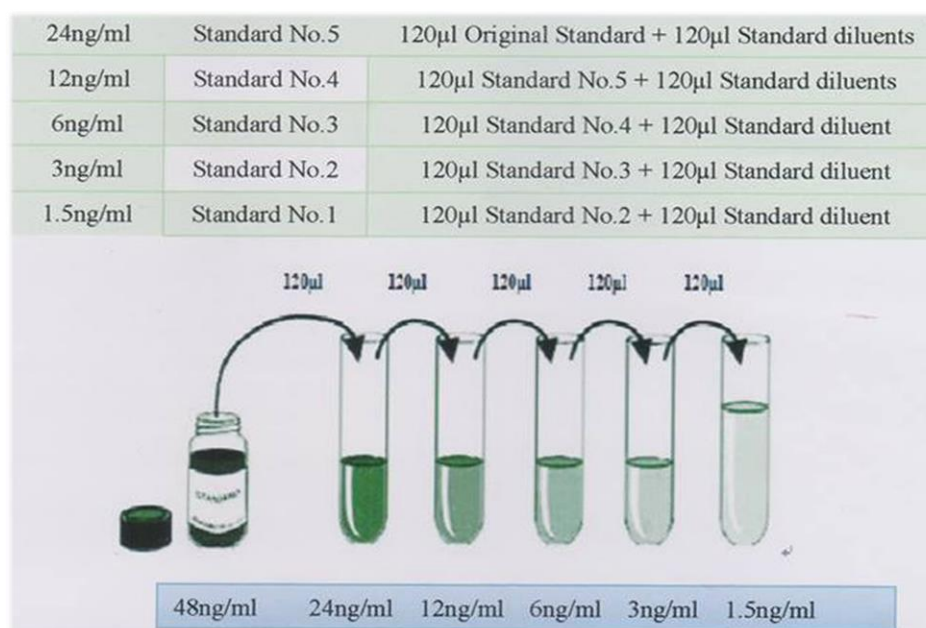 24ng/ml Standard No.5 120μl Original Standard + 120μl Standard diluents
12ng/ml Standard No.4 120μl Standard No.5 + 120μl Standard diluents
6ng/ml Standard No.3 120μl Standard No.4 + 120μl Standard diluent
3ng/ml Standard No.2 120μl Standard No.3 + 120μl Standard diluent
1.5ng/ml Standard No.1 120μl Standard No.2 + 120μl Standard diluent
120μl 120μl 120μl 120μl 120μl
STANDARD
48ng/ml 24ng/ml 12ng/ml 6ng/ml 3ng/ml 1.5ng/ml